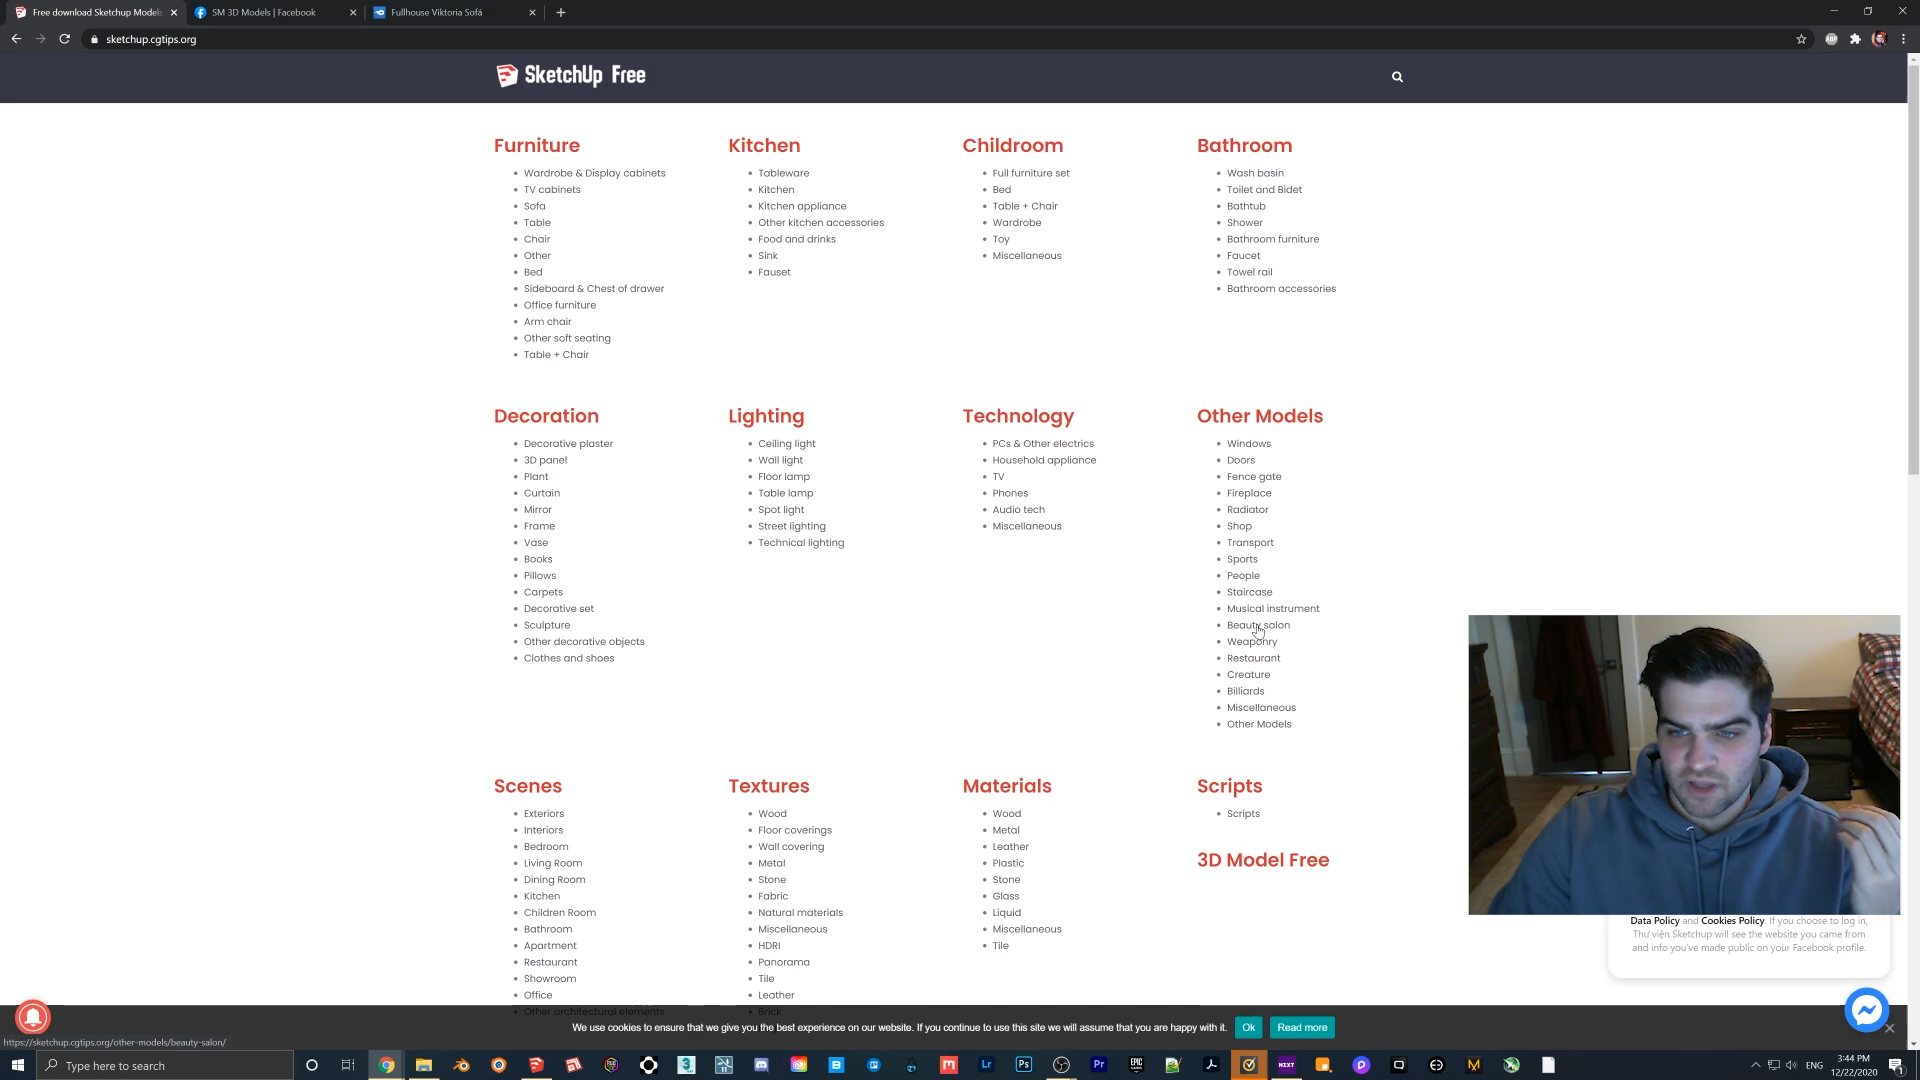 Free download Sketchup Models
SM 3D Models | Facebook
Fullhouse Viktoria Sofá
sketchup.cgtips.org
ABP
SketchUp Free
Furniture
Wardrobe & Display cabinets
TV cabinets
Sofa
Table
Chair
Other
Bed
Sideboard & Chest of drawer
Office furniture
Arm chair
Other soft seating
Table + Chair
Kitchen
Tableware
Kitchen
Kitchen appliance
Other kitchen accessories
Food and drinks
Sink
Fauset
Childroom
Full furniture set
Bed
Table + Chair
Wardrobe
Toy
Miscellaneous
Bathroom
Wash basin
Toilet and Bidet
Bathtub
Shower
Bathroom furniture
Faucet
Towel rail
Bathroom accessories
Decoration
Decorative plaster
3D panel
Plant
Curtain
Mirror
Frame
Vase
Books
Pillows
Carpets
Decorative set
Sculpture
Other decorative objects
Clothes and shoes
Lighting
Ceiling light
Wall light
Floor lamp
Table lamp
Spot light
Street lighting
Technical lighting
Technology
PCs & Other electrics
Household appliance
TV
Phones
Audio tech
Miscellaneous
Other Models
Windows
Doors
Fence gate
Fireplace
Radiator
Shop
Transport
Sports
People
Staircase
Musical instrument
Beauty salon
Weaponry
Restaurant
Creature
Billiards
Miscellaneous
Other Models
Scenes
Exteriors
Interiors
Bedroom
Living Room
Dining Room
Kitchen
Children Room
Bathroom
Apartment
Restaurant
Showroom
Office
Other architectural elements
Textures
Wood
Floor coverings
Wall covering
Metal
Stone
Fabric
Natural materials
Miscellaneous
HDRI
Panorama
Tile
Leather
Brick
Materials
Wood
Metal
Leather
Plastic
Stone
Glass
Liquid
Miscellaneous
Tile
Scripts
Scripts
3D Model Free
Data Policy and Cookies Policy. If you choose to log in,
Thư viện Sketchup will see the website you came from
and info you've made public on your Facebook profile.
We use cookies to ensure that we give you the best experience on our website. If you continue to use this site we will assume that you are happy with it.
Ok
Read more
https://sketchup.cgtips.org/other-models/beauty-salon/
Type here to search
Lr
Ps
Pr
EPIC GAMES
NEXT
ENG
3:44 PM
12/22/2020